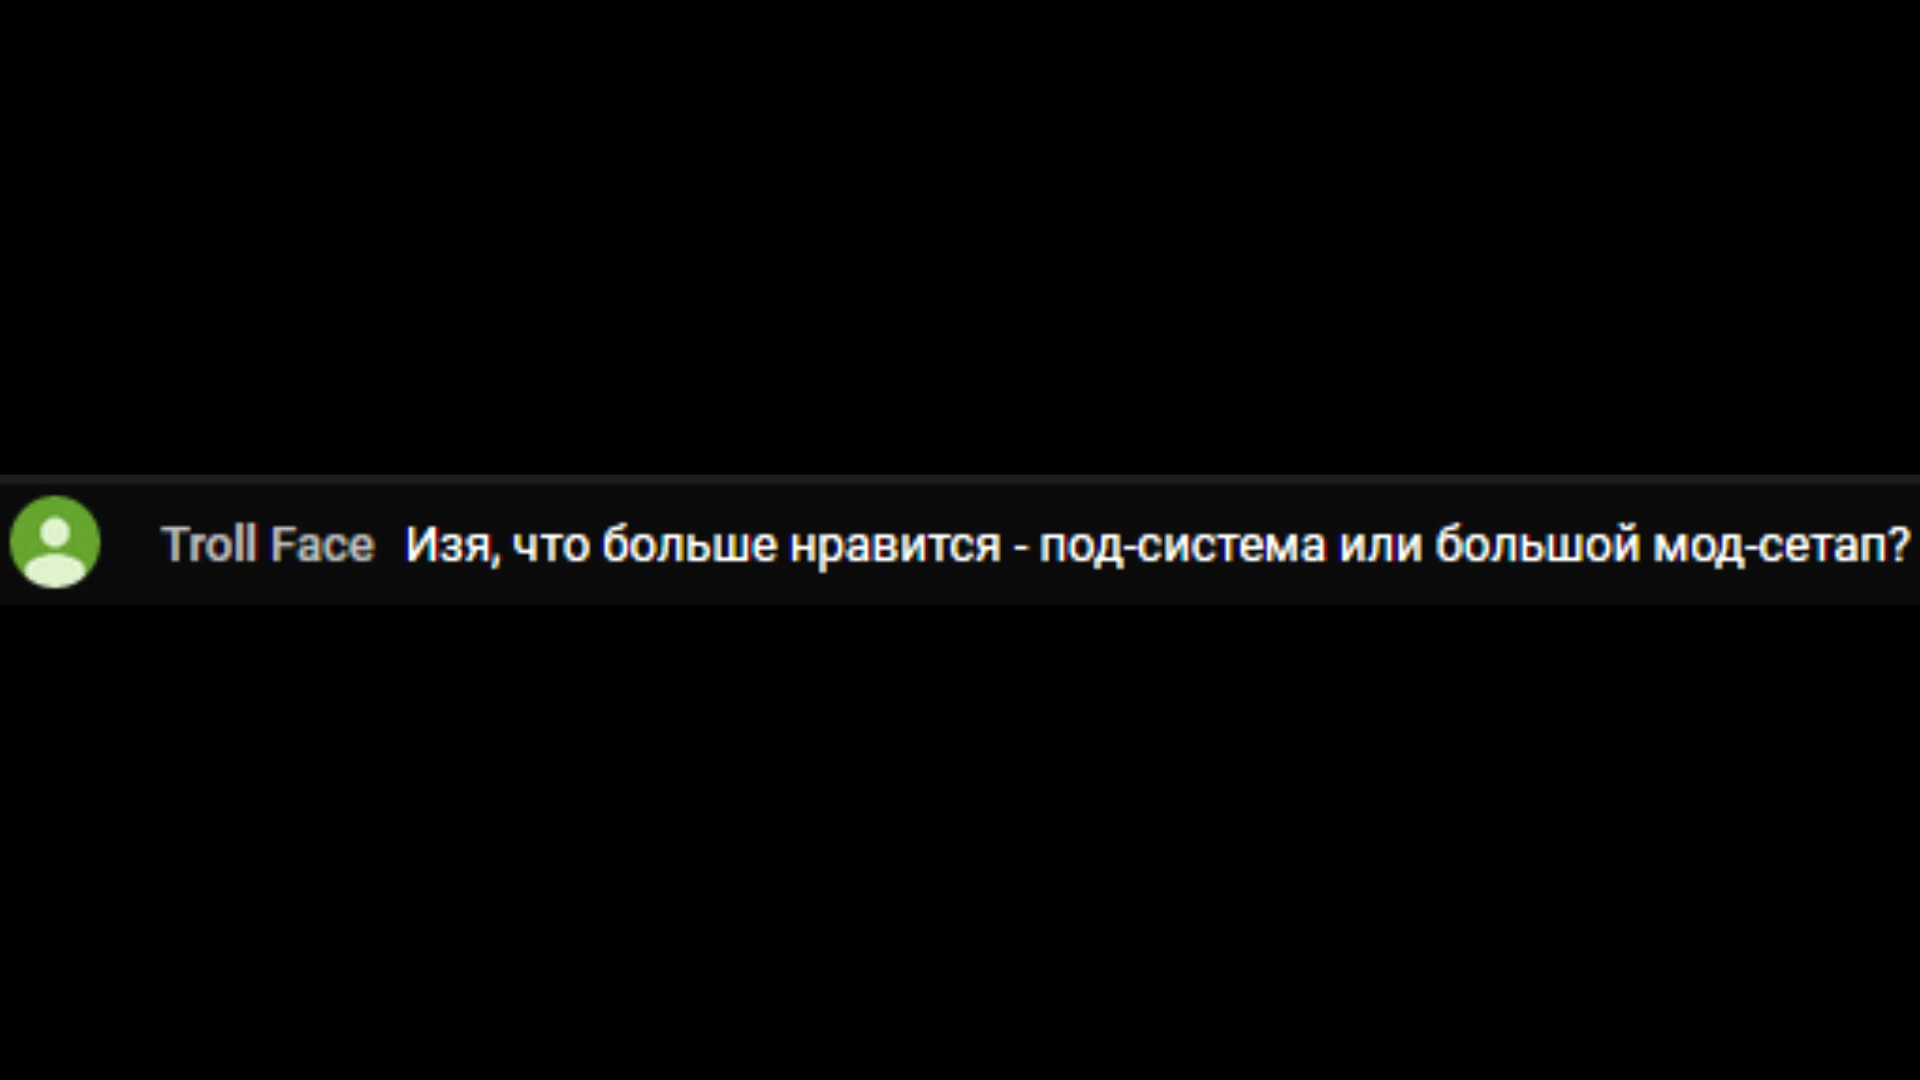 Troll Face Изя, что больше нравится - под-система или большой мод-сетап?